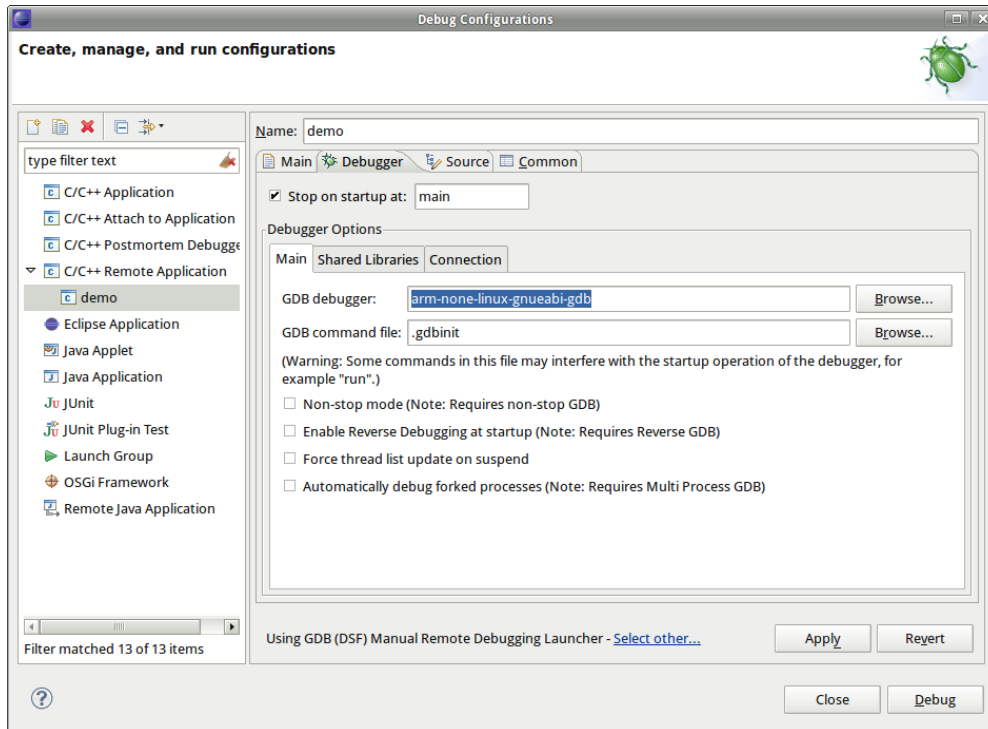 Debug Configurations
Create, manage, and run configurations
type filter text
C/C++ Application
C/C++ Attach to Application
C/C++ Postmortem Debugge
C/C++ Remote Application
demo
Eclipse Application
Java Applet
Java Application
JUnit
JUnit Plug-in Test
Launch Group
OSGi Framework
Remote Java Application
Filter matched 13 of 13 items
Name: demo
Main Debugger Source Common
Stop on startup at: main
Debugger Options
Main Shared Libraries Connection
GDB debugger: arm-none-linux-gnueabi-gdb Browse...
GDB command file: .gdbinit Browse...
(Warning: Some commands in this file may interfere with the startup operation of the debugger, for
example "run".)
Non-stop mode (Note: Requires non-stop GDB)
Enable Reverse Debugging at startup (Note: Requires Reverse GDB)
Force thread list update on suspend
Automatically debug forked processes (Note: Requires Multi Process GDB)
Using GDB (DSF) Manual Remote Debugging Launcher - Select other... Apply Revert
? Close Debug